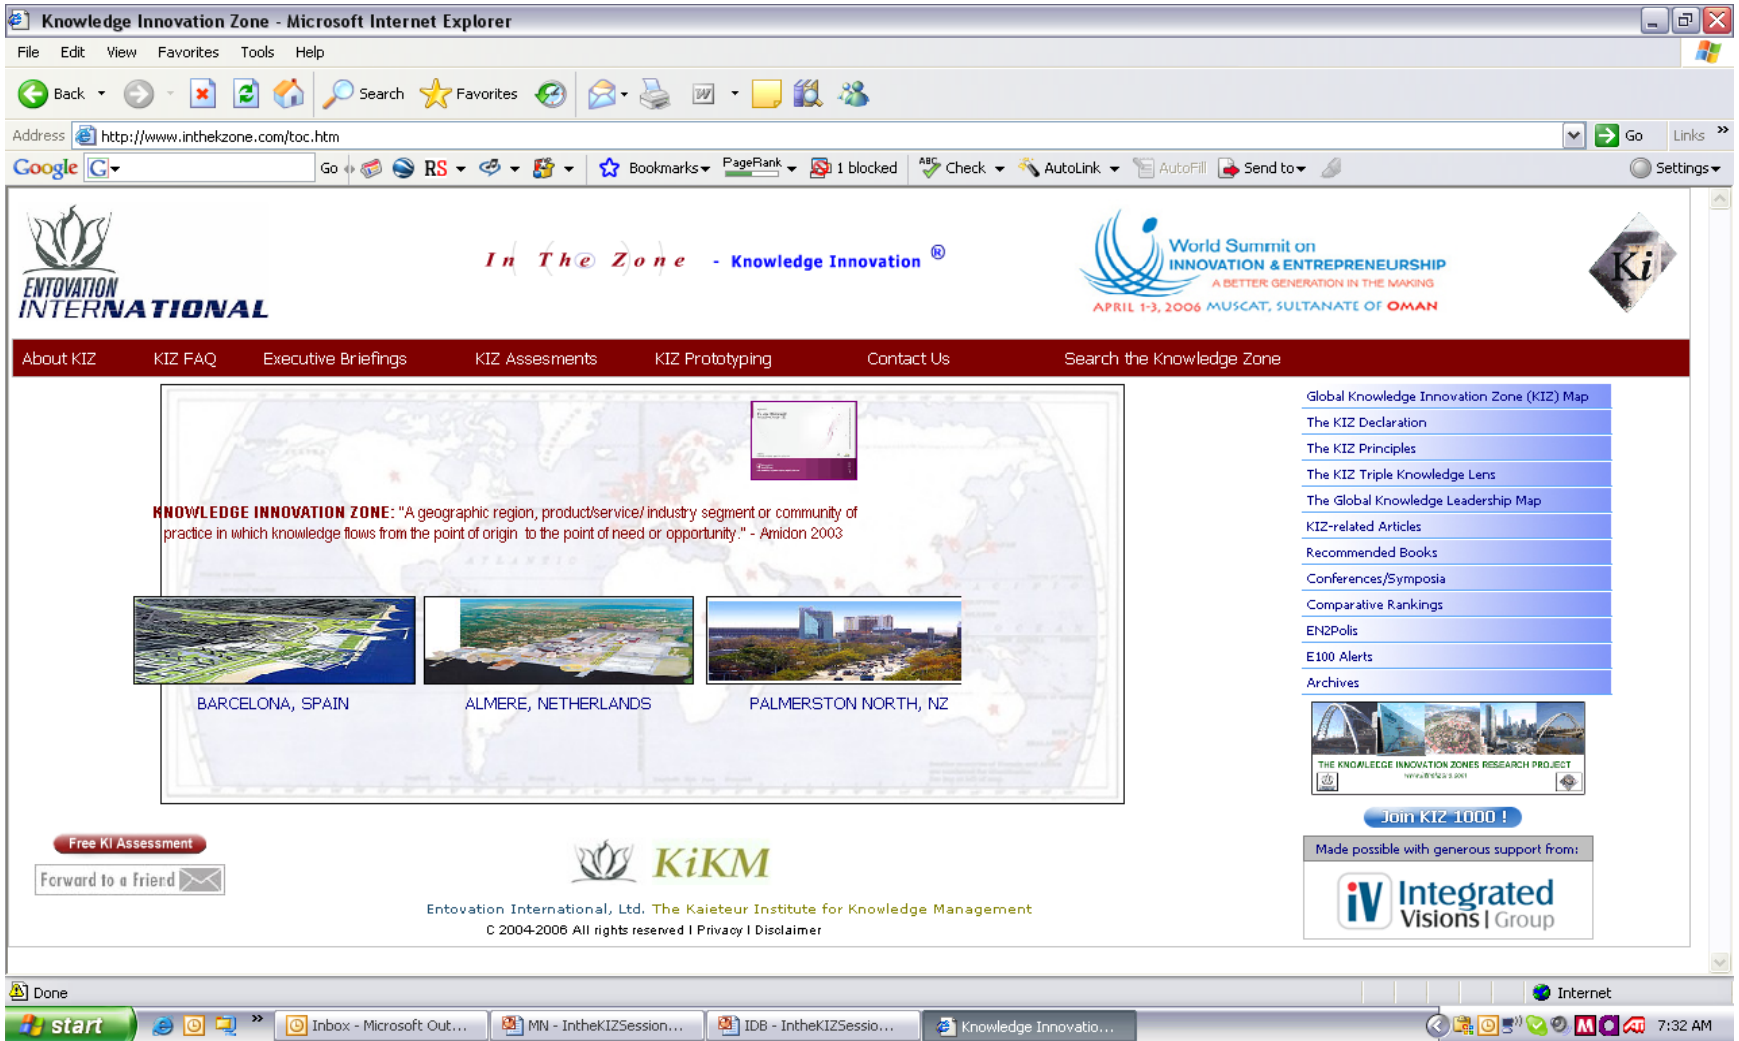 Knowledge Innovation Zone - Microsoft Internet Explorer
File Edit View Favorites Tools Help
Back Search Favorites
Address http://www.inthekzone.com/toc.htm Go Links »
Google G Go RS Bookmarks PageRank 1 blocked ABC Check AutoLink AutoFill Send to Settings
ENTOVATION
INTERNATIONAL
In The Zone - Knowledge Innovation ®
World Summit on
INNOVATION & ENTREPRENEURSHIP
A BETTER GENERATION IN THE MAKING
APRIL 1-3, 2006 MUSCAT, SULTANATE OF OMAN
Ki
About KIZ KIZ FAQ Executive Briefings KIZ Assesments KIZ Prototyping Contact Us Search the Knowledge Zone
KNOWLEDGE INNOVATION ZONE: "A geographic region, product/service/ industry segment or community of
practice in which knowledge flows from the point of origin to the point of need or opportunity." - Amidon 2003
ATLANTIC
BARCELONA, SPAIN
ALMERE, NETHERLANDS
PALMERSTON NORTH, NZ
Global Knowledge Innovation Zone (KIZ) Map
The KIZ Declaration
The KIZ Principles
The KIZ Triple Knowledge Lens
The Global Knowledge Leadership Map
KIZ-related Articles
Recommended Books
Conferences/Symposia
Comparative Rankings
EN2Polis
E100 Alerts
Archives
THE KNOWLEDGE INNOVATION ZONES RESEARCH PROJECT
Join KIZ 1000 !
Made possible with generous support from:
iV Integrated
Visions | Group
Free KI Assessment
Forward to a Friend
KiKM
Entovation International, Ltd. The Kaieteur Institute for Knowledge Management
C 2004-2006 All rights reserved I Privacy I Disclaimer
Done Internet
start » Inbox - Microsoft Out... MN - IntheKIZSession... IDB - IntheKIZSessio... Knowledge Innovatio... 7:32 AM